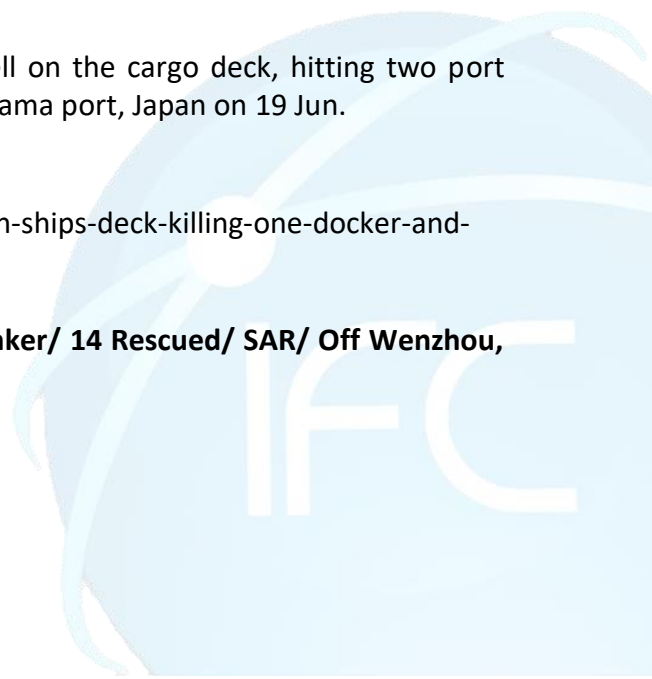 ll on the cargo deck, hitting two port
ama port, Japan on 19 Jun.
n-ships-deck-killing-one-docker-and-
nker/ 14 Rescued/ SAR/ Off Wenzhou,
IFC